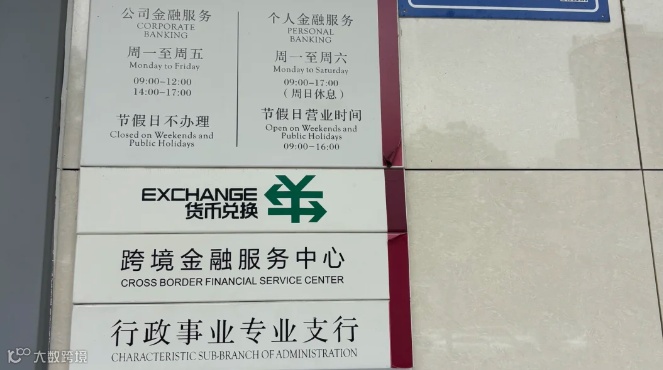 公司金融服务
CORPORATE
BANKING
周一至周五
Monday to Friday
09:00-12:00
14:00-17:00
节假日不办理
Closed on Weekends and
Public Holidays
个人金融服务
PERSONAL
BANKING
周一至周六
Monday to Saturday
09:00-17:00
(周日休息)
节假日营业时间
Open on Weekends and
Public Holidays
09:00-16:00
EXCHANGE
货币兑换
跨境金融服务中心
CROSS BORDER FINANCIAL SERVICE CENTER
行政事业专业支行
CHARACTERISTIC SUB-BRANCH OF ADMINISTRATION
大数跨境